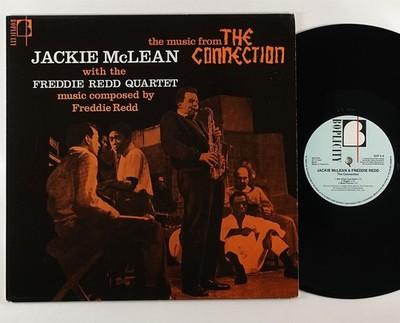 BOPLICITY
B
the music from THE
CONNECTION
JACKIE McLEAN
with the
FREDDIE REDD QUARTET
music composed by
Freddie Redd
BOPLICITY
B
JACKIE McLEAN & FREDDIE REDD
The Connection